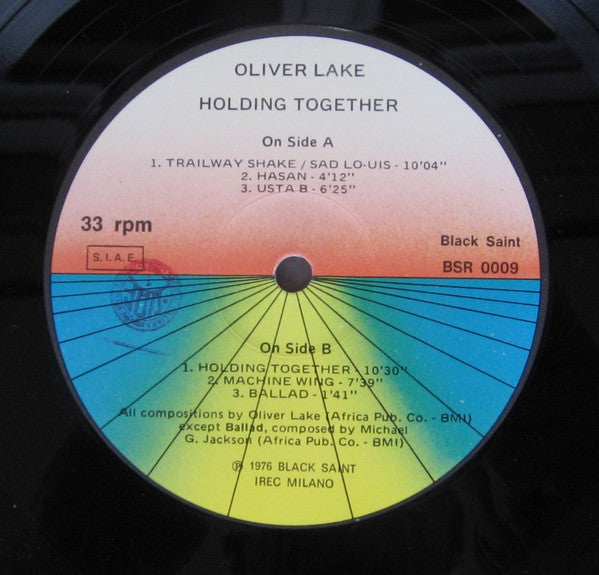 OLIVER LAKE
HOLDING TOGETHER
On Side A
1. TRAILWAY SHAKE / SAD LO-UIS - 10'04"
2. HASAN - 4'12"
3. USTA B - 6'25"
33 rpm
S.I.A.E.
Black Saint
BSR 0009
On Side B
1. HOLDING TOGETHER - 10'30"
2. MACHINE WING - 7'39"
3. BALLAD - 1'41"
All compositions by Oliver Lake (Africa Pub. Co. - BMI)
except Ballad, composed by Michael
G. Jackson (Africa Pub. Co. - BMI)
℗ 1976 BLACK SAINT
IREC MILANO